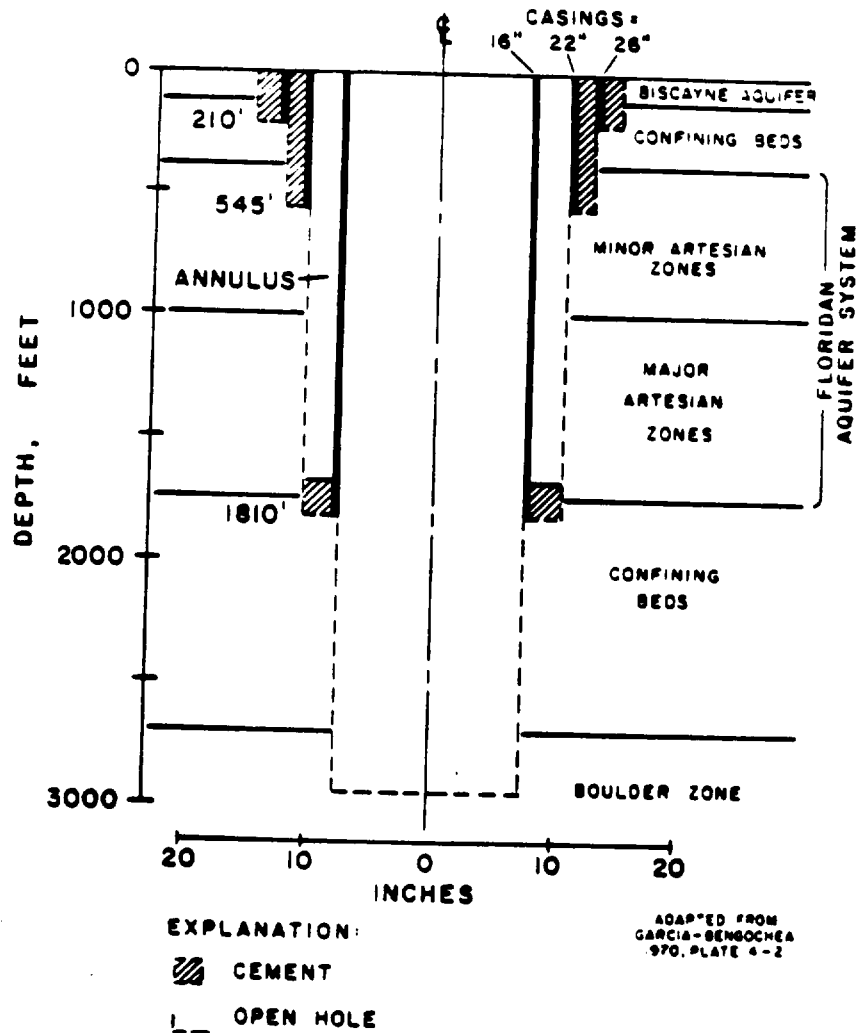 CASINGS:
16" 22" 26"
℄
0
BISCAYNE AQUIFER
210'
CONFINING BEDS
545'
MINOR ARTESIAN
ZONES
ANNULUS
1000
FLORIDAN
AQUIFER SYSTEM
DEPTH, FEET
MAJOR
ARTESIAN
ZONES
1810'
2000
CONFINING
BEDS
3000
BOULDER ZONE
20 10 0 10 20
INCHES
EXPLANATION:
ADAPTED FROM
GARCIA-BENGOCHEA
970, PLATE 4-2
CEMENT
OPEN HOLE